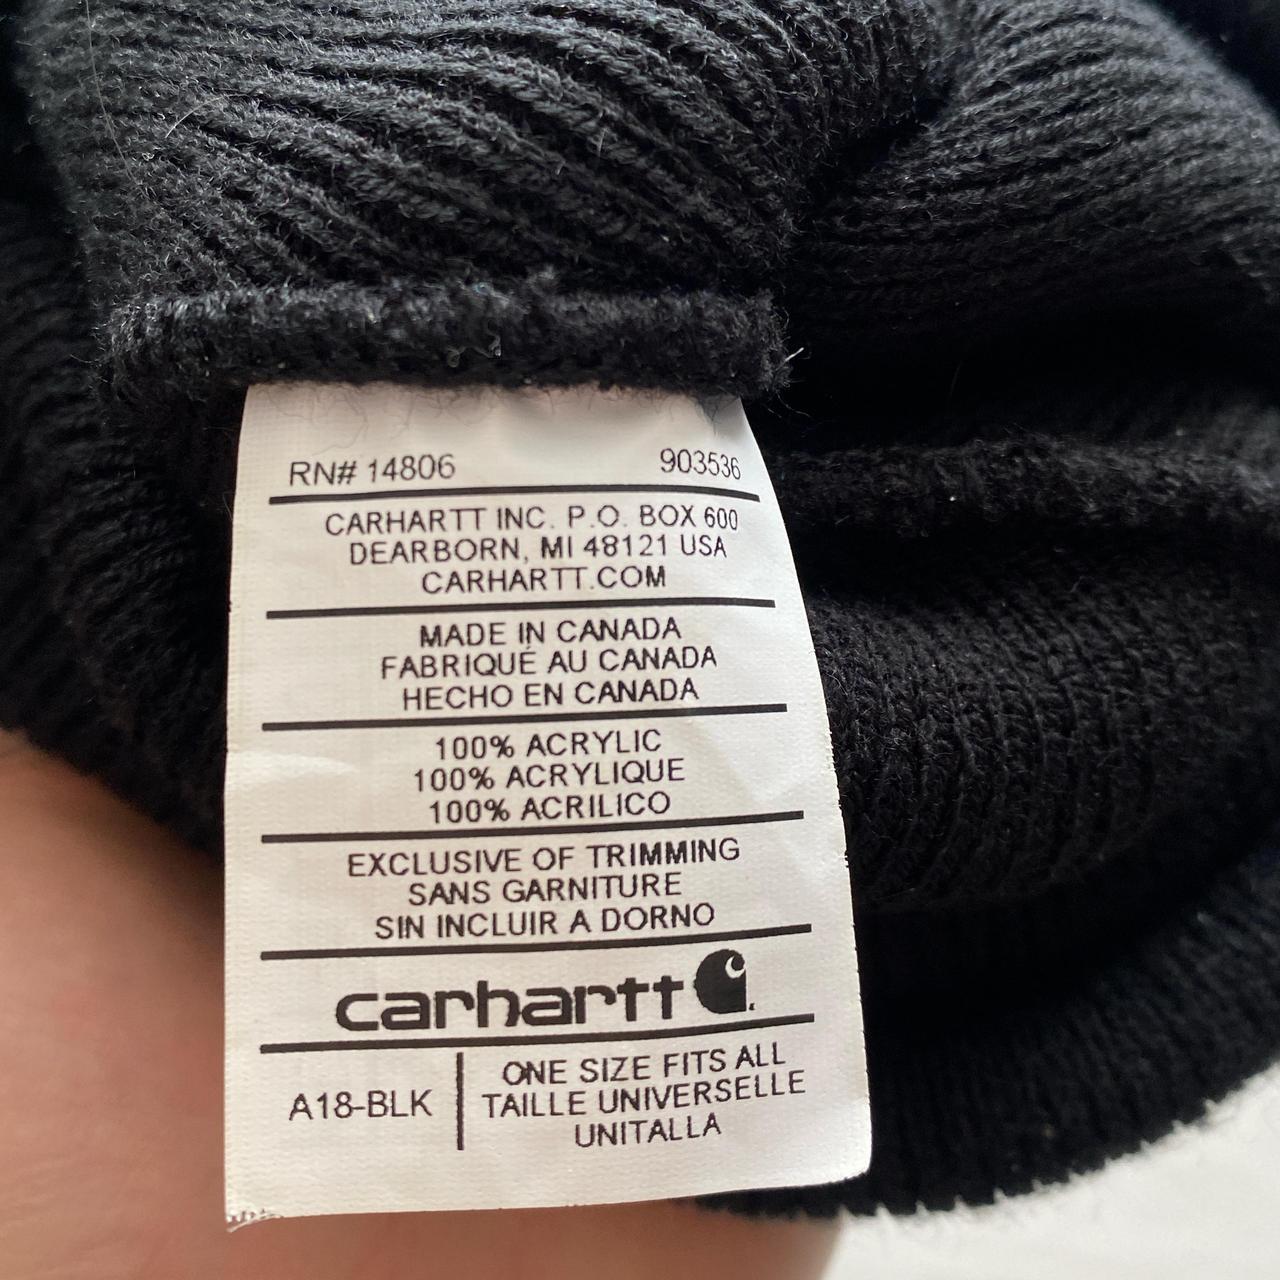 RN# 14806 903536
CARHARTT INC. P.O. BOX 600
DEARBORN, MI 48121 USA
CARHARTT.COM
MADE IN CANADA
FABRIQUÉ AU CANADA
HECHO EN CANADA
100% ACRYLIC
100% ACRYLIQUE
100% ACRILICO
EXCLUSIVE OF TRIMMING
SANS GARNITURE
SIN INCLUIR A DORNO
carhartt
A18-BLK
ONE SIZE FITS ALL
TAILLE UNIVERSELLE
UNITALLA